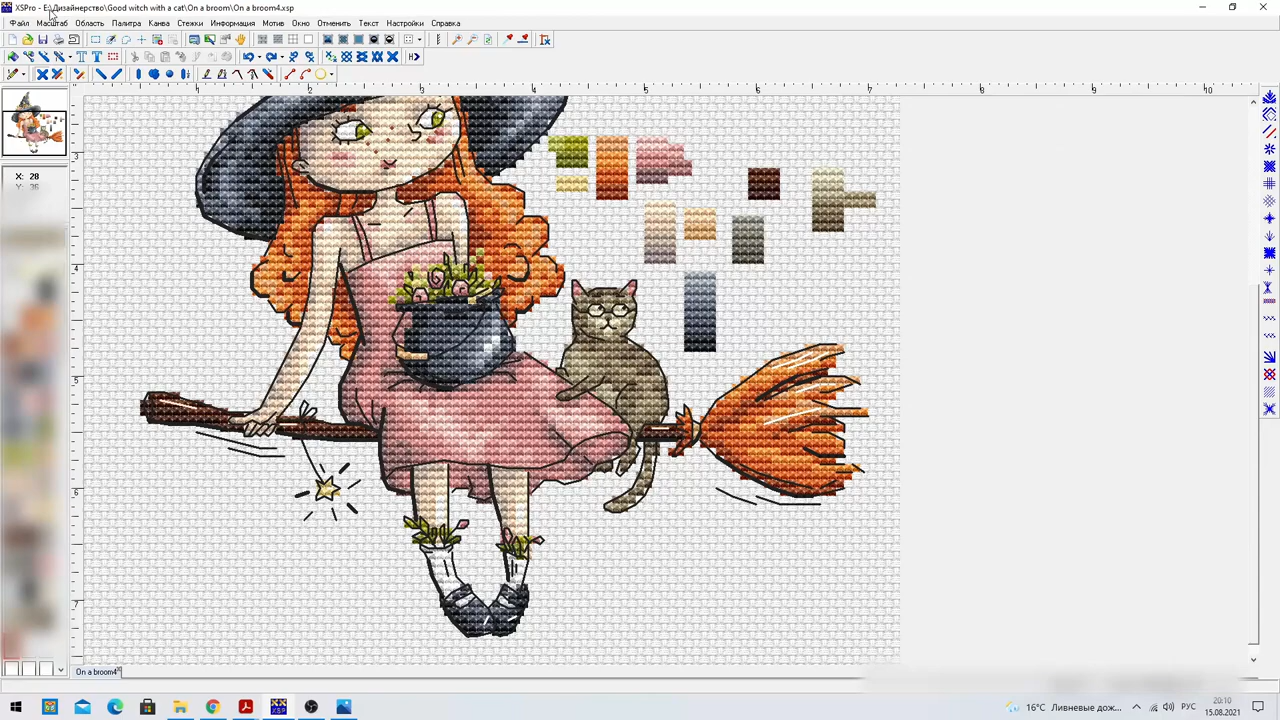 XSPro - E:\Дизайнерство\Good witch with a cat\On a broom\On a broom4.xsp
Файл Масштаб Область Палитра Канва Стежки Информация Мотив Окно Отменить Текст Настройки Справка
1 2 3 4 5 6 7 8 9 10
X: 28
3
4
5
6
7
On a broom4
16°C Ливневые дож... РУС 20:10
15.08.2021